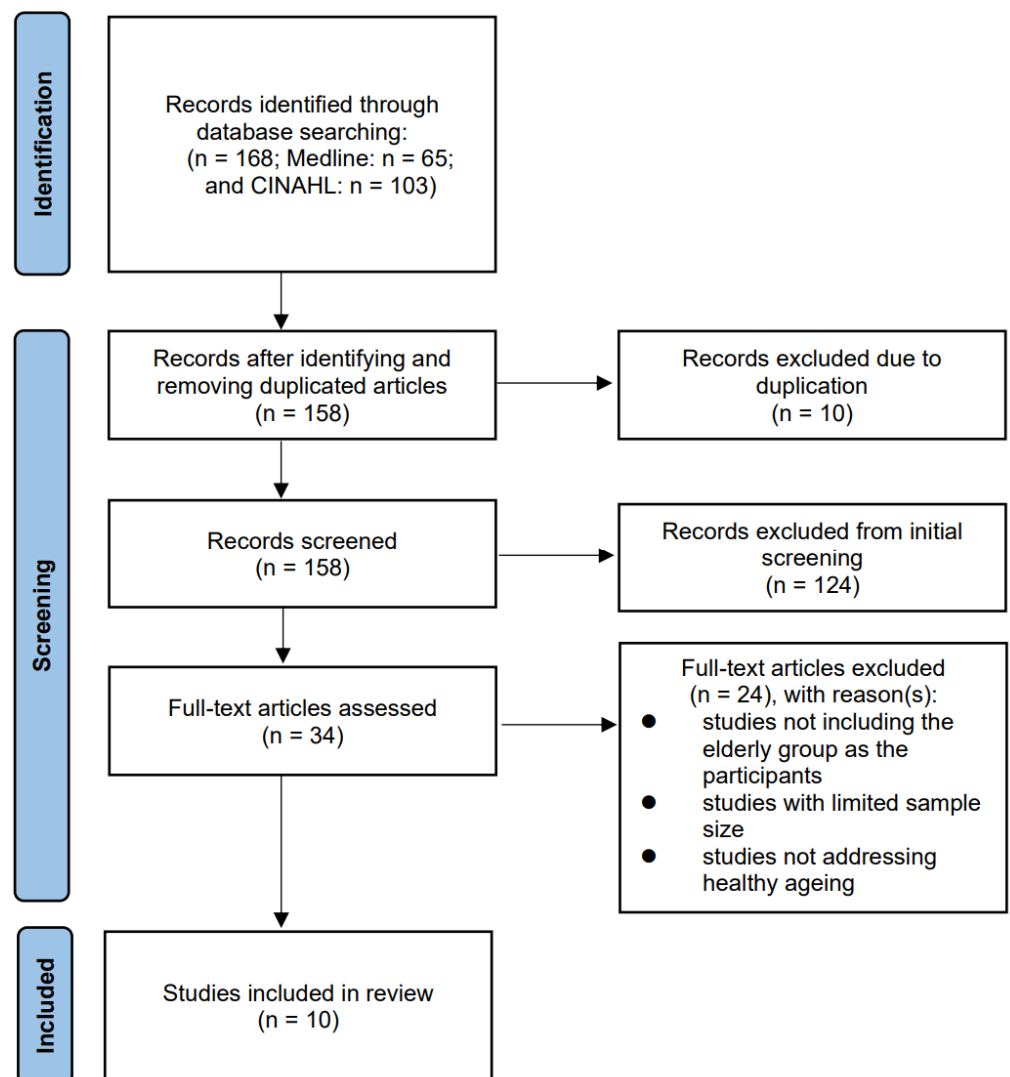 Identification
Records identified through
database searching:
(n = 168; Medline: n = 65;
and CINAHL: n = 103)
Screening
Records after identifying and
removing duplicated articles
(n = 158)
Records excluded due to
duplication
(n = 10)
Records screened
(n = 158)
Records excluded from initial
screening
(n = 124)
Full-text articles assessed
(n = 34)
Full-text articles excluded
(n = 24), with reason(s):
● studies not including the
elderly group as the
participants
● studies with limited sample
size
● studies not addressing
healthy ageing
Included
Studies included in review
(n = 10)